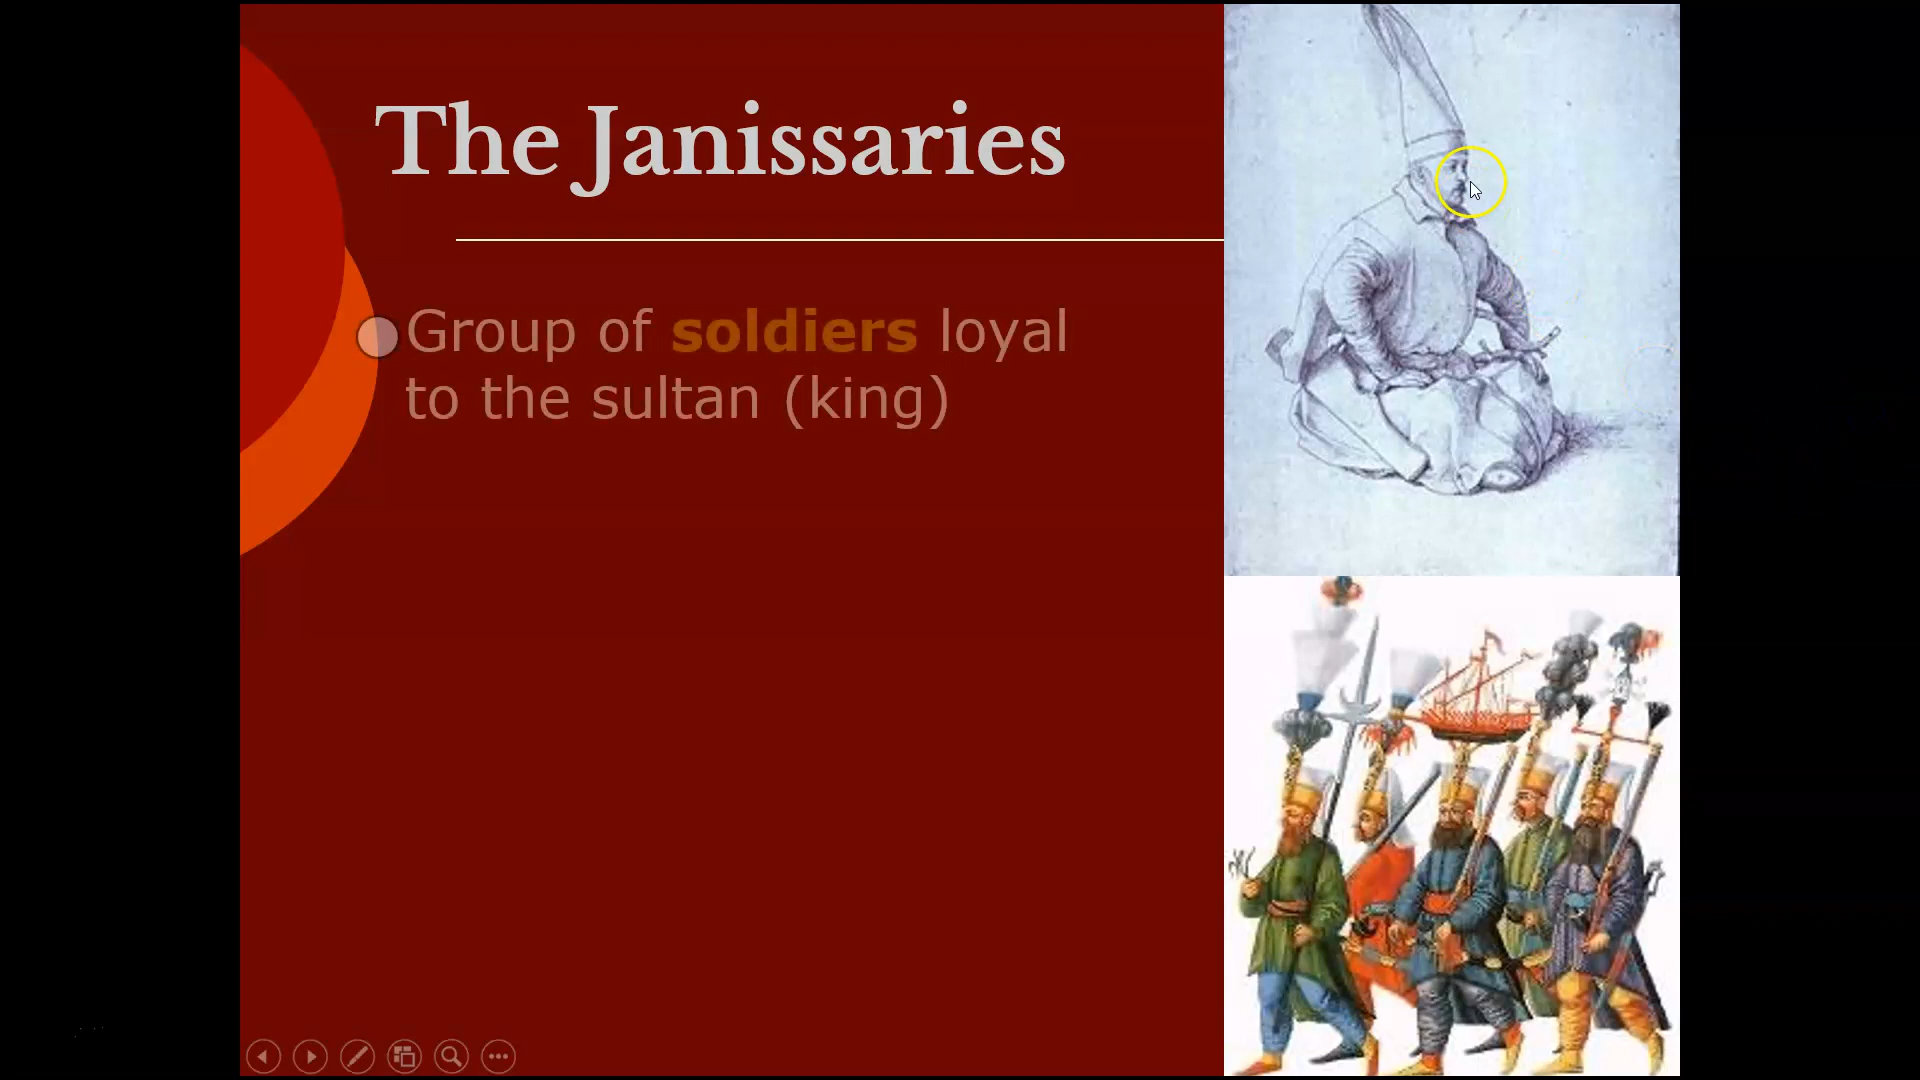 The Janissaries
Group of soldiers loyal
to the sultan (king)